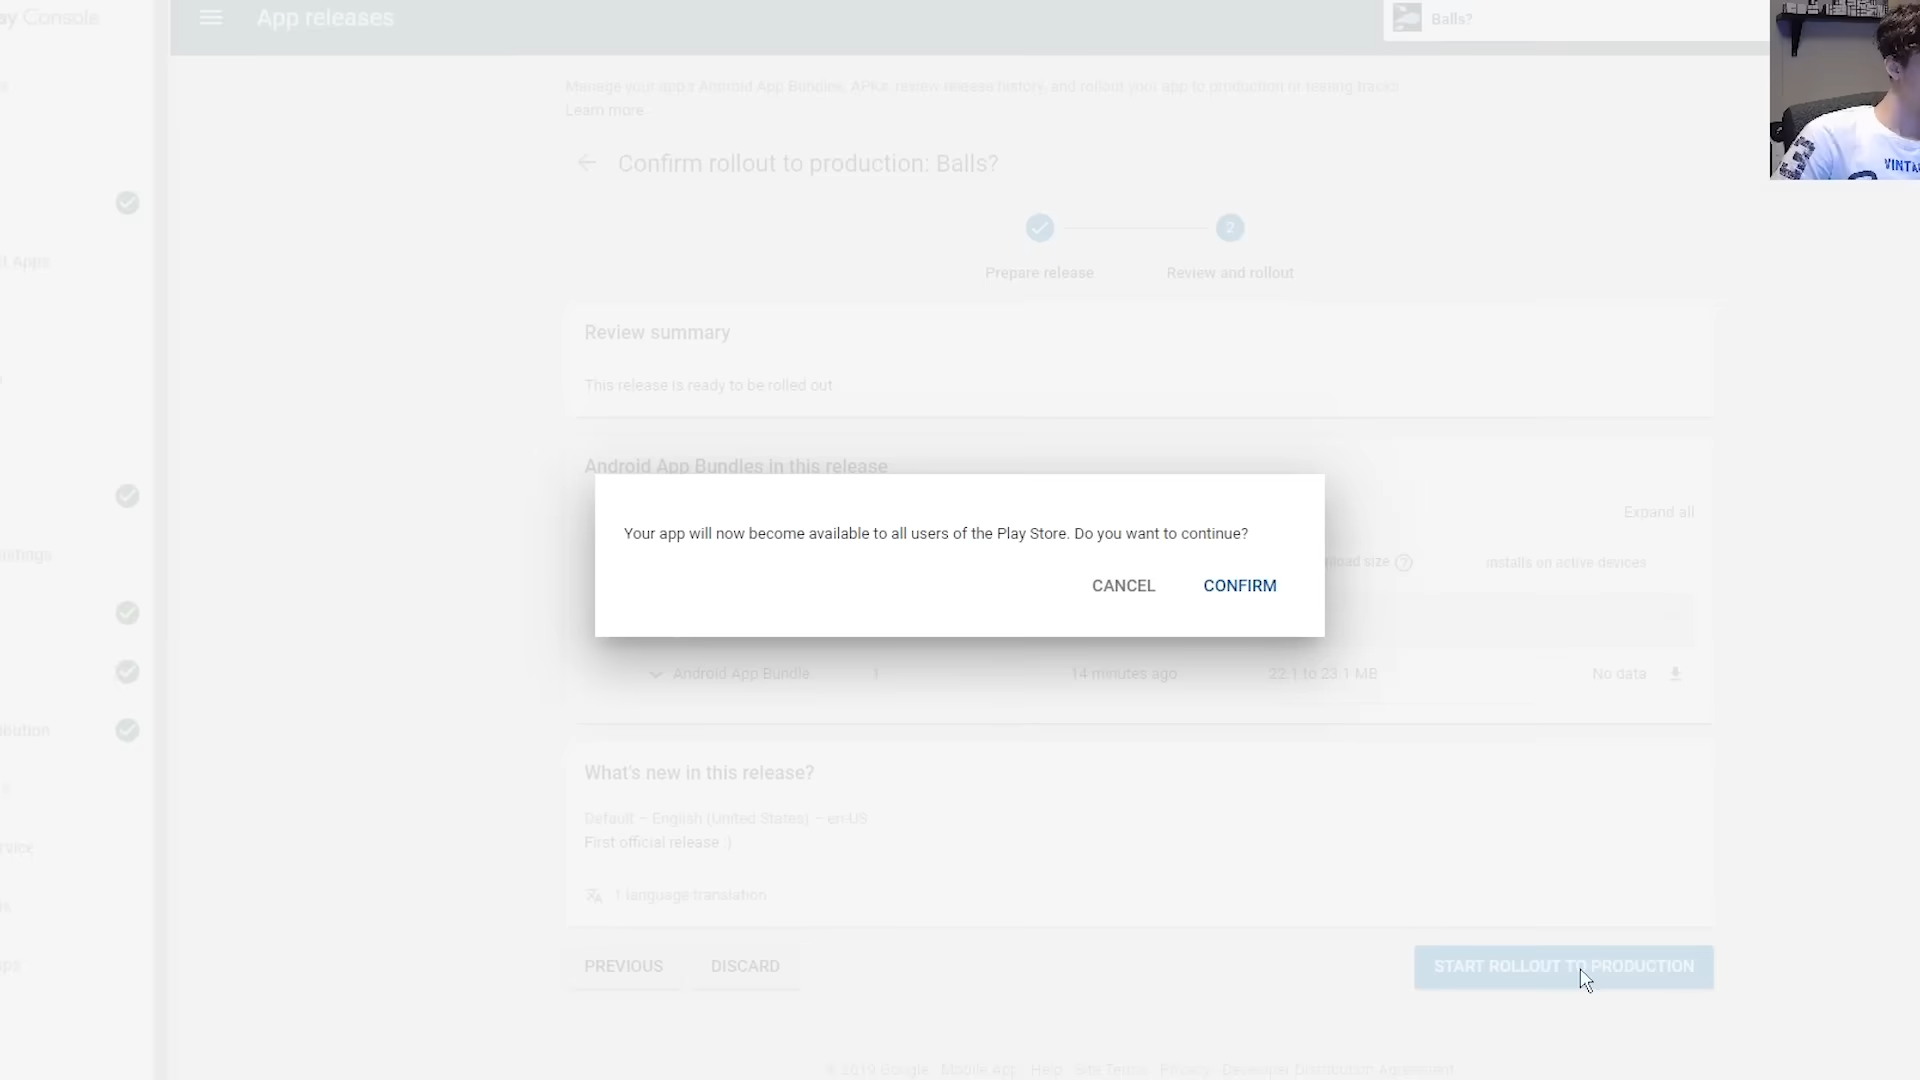 Console
App releases
Balls?
Manage your app's Android App Bundles, APKs, review release history, and rollout your app to production or testing tracks
Learn more
Confirm rollout to production: Balls?
2
Prepare release
Review and rollout
Apps
Review summary
This release is ready to be rolled out
Android App Bundles in this release
Expand all
Your app will now become available to all users of the Play Store. Do you want to continue?
size
Installs on active devices
CANCEL
CONFIRM
Android App Bundle
1
14 minutes ago
22.1 to 23.1 MB
No data
What's new in this release?
Default – English (United States) – en-US
First official release :)
1 language translation
PREVIOUS
DISCARD
START ROLLOUT TO PRODUCTION
© 2019 Google
Mobile App
Help
Site Terms
Privacy
Developer Distribution Agreement